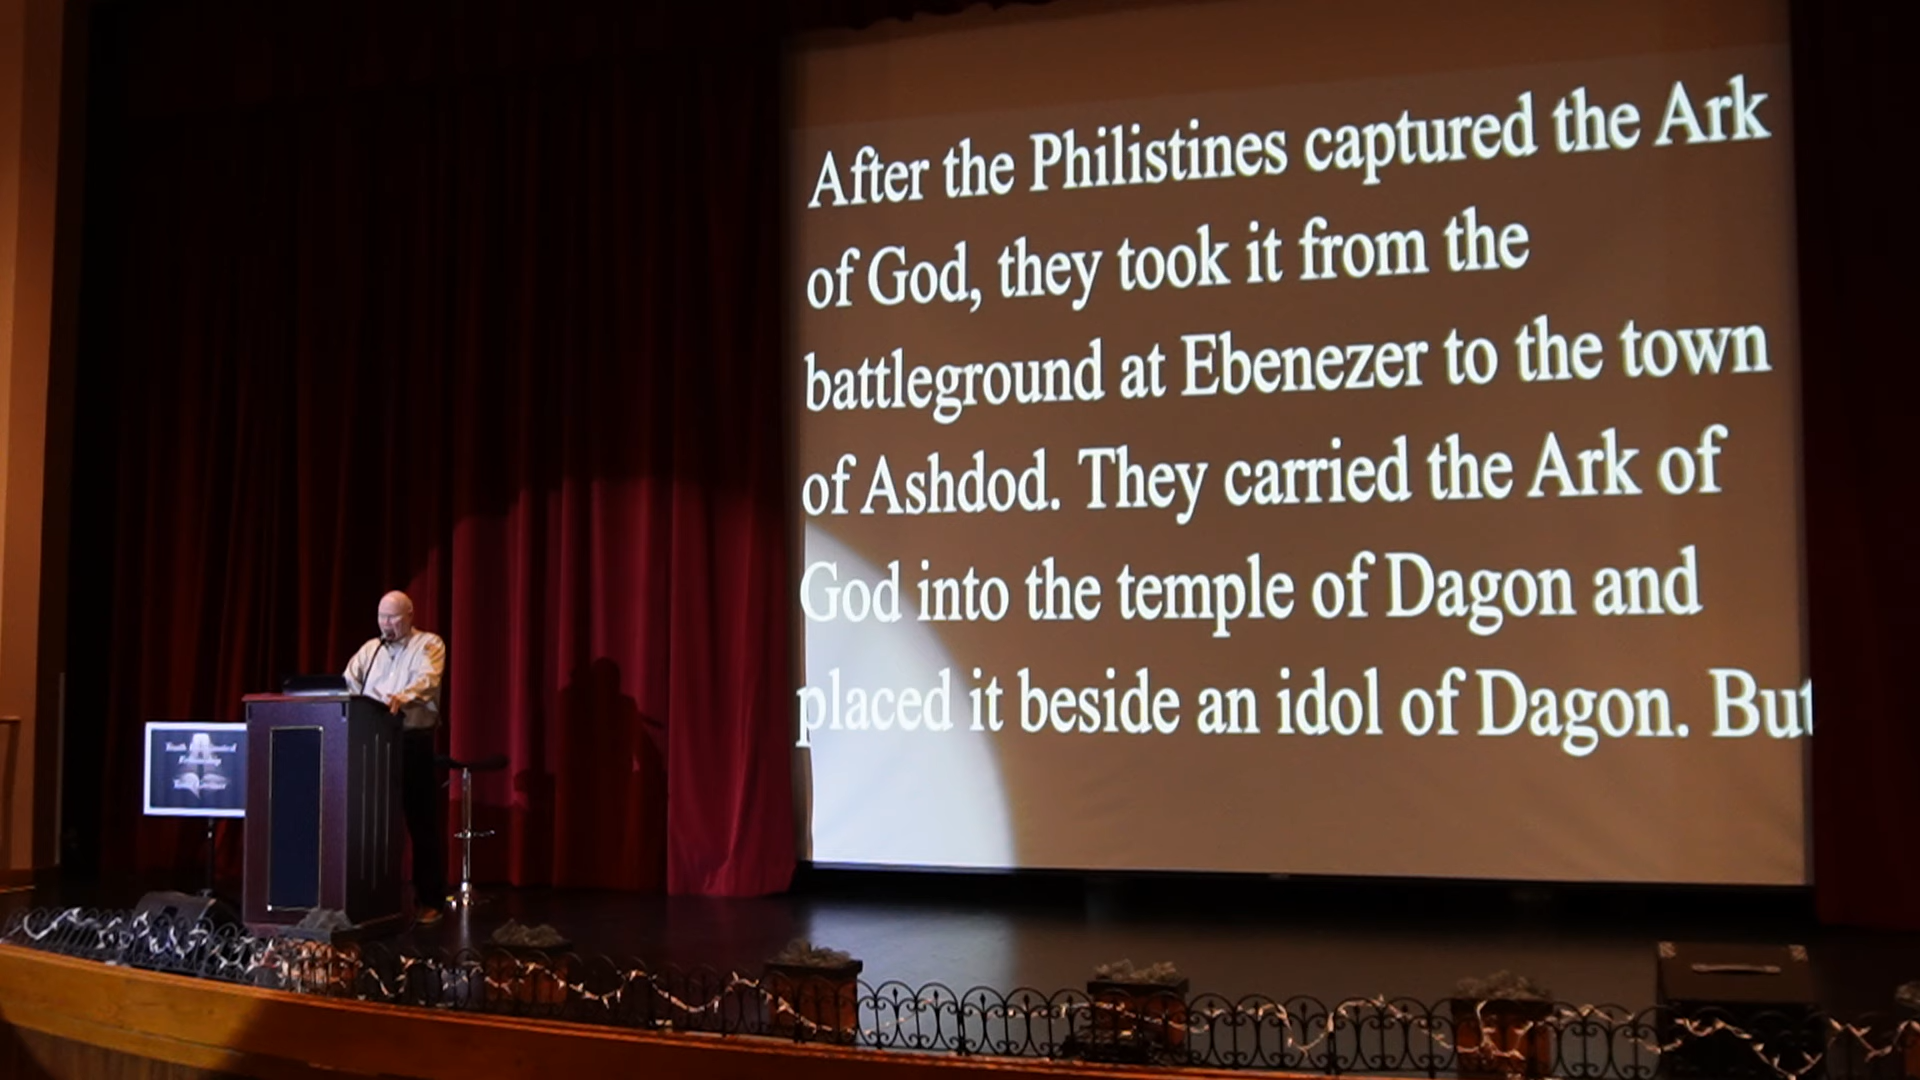 After the Philistines captured the Ark
of God, they took it from the
battleground at Ebenezer to the town
of Ashdod. They carried the Ark of
God into the temple of Dagon and
placed it beside an idol of Dagon. But
Fellowship